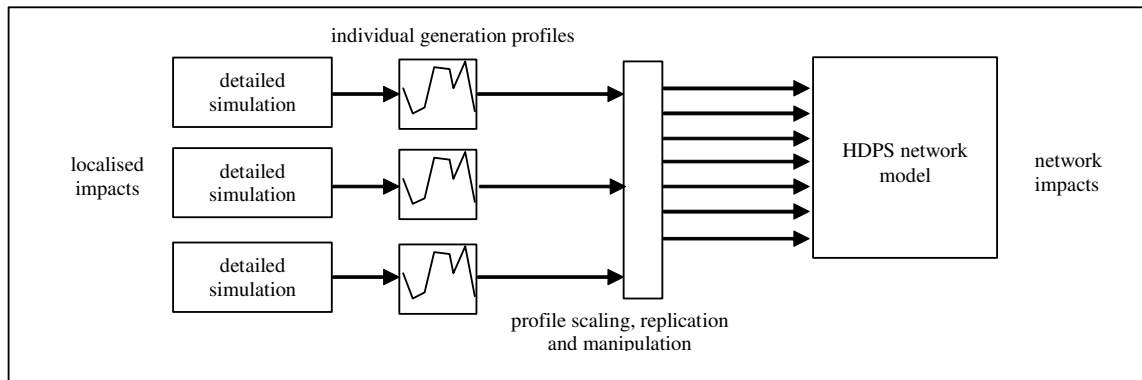 individual generation profiles
detailed
simulation
localised
impacts
detailed
simulation
detailed
simulation
profile scaling, replication
and manipulation
HDPS network
model
network
impacts